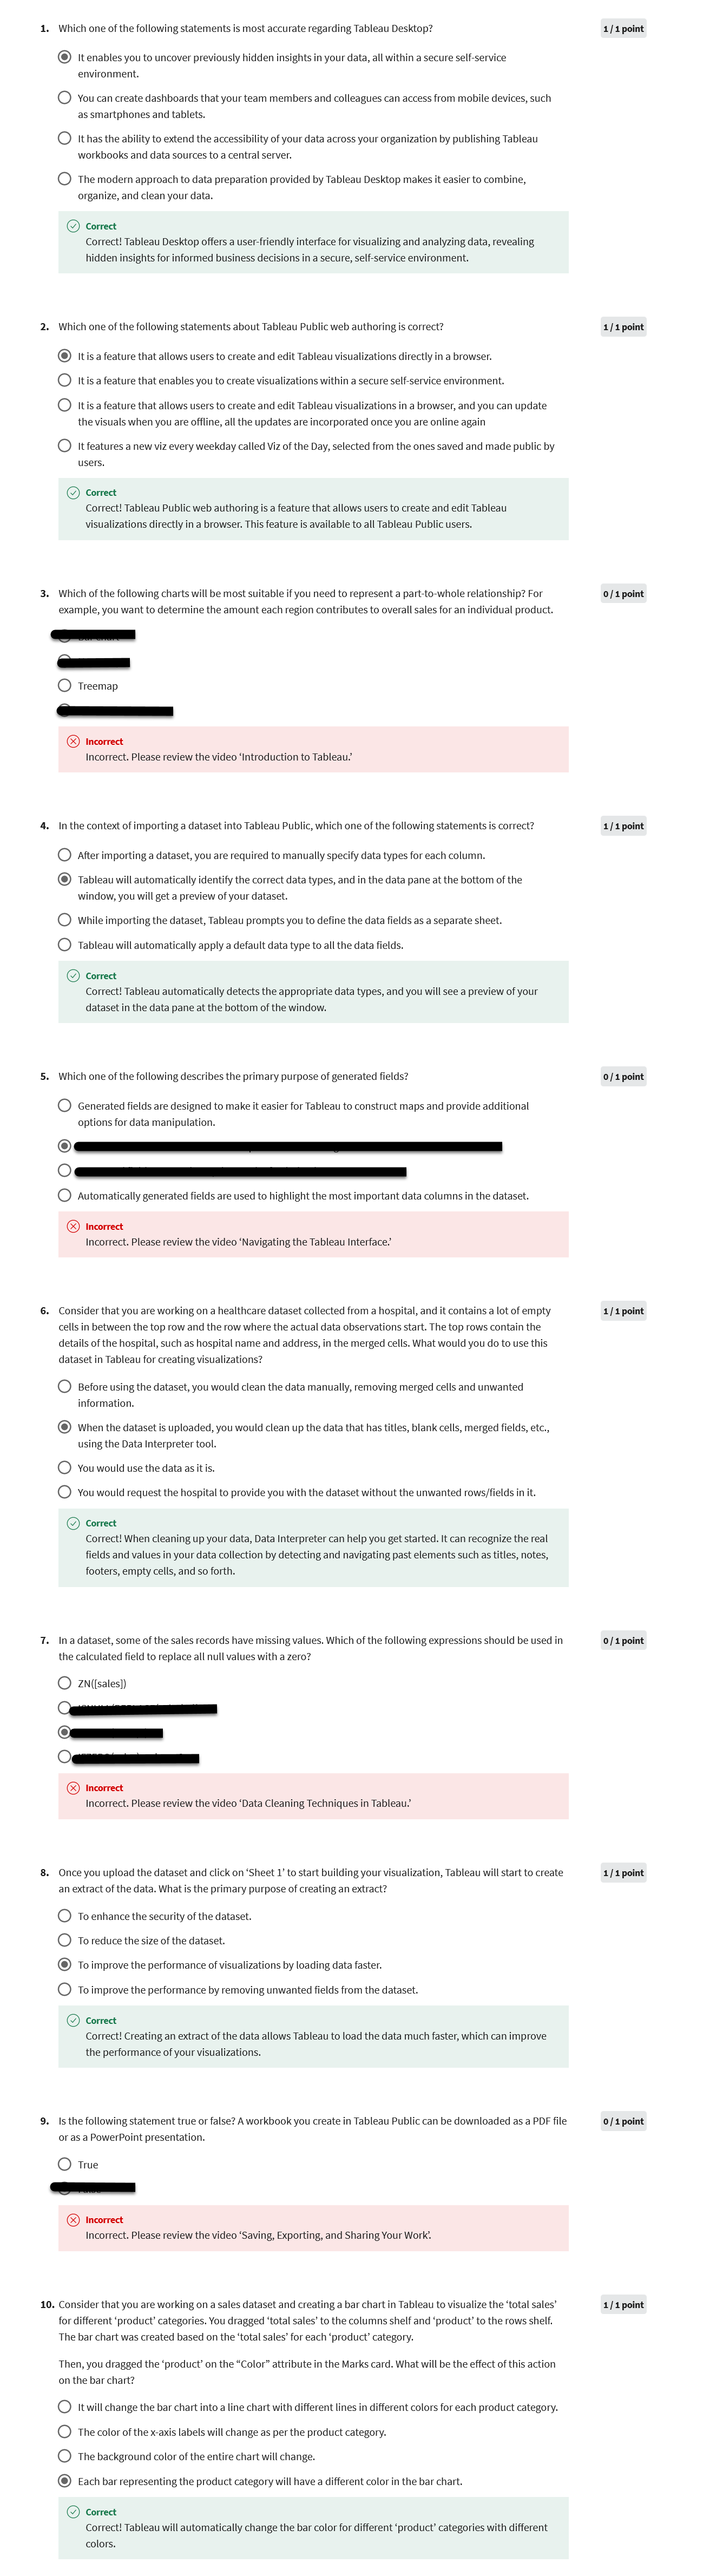 1. Which one of the following statements is most accurate regarding Tableau Desktop?
1 / 1 point
It enables you to uncover previously hidden insights in your data, all within a secure self-service
environment.
You can create dashboards that your team members and colleagues can access from mobile devices, such
as smartphones and tablets.
It has the ability to extend the accessibility of your data across your organization by publishing Tableau
workbooks and data sources to a central server.
The modern approach to data preparation provided by Tableau Desktop makes it easier to combine,
organize, and clean your data.
Correct
Correct! Tableau Desktop offers a user-friendly interface for visualizing and analyzing data, revealing
hidden insights for informed business decisions in a secure, self-service environment.
2. Which one of the following statements about Tableau Public web authoring is correct?
1 / 1 point
It is a feature that allows users to create and edit Tableau visualizations directly in a browser.
It is a feature that enables you to create visualizations within a secure self-service environment.
It is a feature that allows users to create and edit Tableau visualizations in a browser, and you can update
the visuals when you are offline, all the updates are incorporated once you are online again
It features a new viz every weekday called Viz of the Day, selected from the ones saved and made public by
users.
Correct
Correct! Tableau Public web authoring is a feature that allows users to create and edit Tableau
visualizations directly in a browser. This feature is available to all Tableau Public users.
3. Which of the following charts will be most suitable if you need to represent a part-to-whole relationship? For
example, you want to determine the amount each region contributes to overall sales for an individual product.
0 / 1 point
Treemap
Incorrect
Incorrect. Please review the video ‘Introduction to Tableau.’
4. In the context of importing a dataset into Tableau Public, which one of the following statements is correct?
1 / 1 point
After importing a dataset, you are required to manually specify data types for each column.
Tableau will automatically identify the correct data types, and in the data pane at the bottom of the
window, you will get a preview of your dataset.
While importing the dataset, Tableau prompts you to define the data fields as a separate sheet.
Tableau will automatically apply a default data type to all the data fields.
Correct
Correct! Tableau automatically detects the appropriate data types, and you will see a preview of your
dataset in the data pane at the bottom of the window.
5. Which one of the following describes the primary purpose of generated fields?
0 / 1 point
Generated fields are designed to make it easier for Tableau to construct maps and provide additional
options for data manipulation.
Automatically generated fields are used to highlight the most important data columns in the dataset.
Incorrect
Incorrect. Please review the video ‘Navigating the Tableau Interface.’
6. Consider that you are working on a healthcare dataset collected from a hospital, and it contains a lot of empty
cells in between the top row and the row where the actual data observations start. The top rows contain the
details of the hospital, such as hospital name and address, in the merged cells. What would you do to use this
dataset in Tableau for creating visualizations?
1 / 1 point
Before using the dataset, you would clean the data manually, removing merged cells and unwanted
information.
When the dataset is uploaded, you would clean up the data that has titles, blank cells, merged fields, etc.,
using the Data Interpreter tool.
You would use the data as it is.
You would request the hospital to provide you with the dataset without the unwanted rows/fields in it.
Correct
Correct! When cleaning up your data, Data Interpreter can help you get started. It can recognize the real
fields and values in your data collection by detecting and navigating past elements such as titles, notes,
footers, empty cells, and so forth.
7. In a dataset, some of the sales records have missing values. Which of the following expressions should be used in
the calculated field to replace all null values with a zero?
0 / 1 point
ZN([sales])
Incorrect
Incorrect. Please review the video ‘Data Cleaning Techniques in Tableau.’
8. Once you upload the dataset and click on ‘Sheet 1’ to start building your visualization, Tableau will start to create
an extract of the data. What is the primary purpose of creating an extract?
1 / 1 point
To enhance the security of the dataset.
To reduce the size of the dataset.
To improve the performance of visualizations by loading data faster.
To improve the performance by removing unwanted fields from the dataset.
Correct
Correct! Creating an extract of the data allows Tableau to load the data much faster, which can improve
the performance of your visualizations.
9. Is the following statement true or false? A workbook you create in Tableau Public can be downloaded as a PDF file
or as a PowerPoint presentation.
0 / 1 point
True
Incorrect
Incorrect. Please review the video ‘Saving, Exporting, and Sharing Your Work’.
10. Consider that you are working on a sales dataset and creating a bar chart in Tableau to visualize the ‘total sales’
for different ‘product’ categories. You dragged ‘total sales’ to the columns shelf and ‘product’ to the rows shelf.
The bar chart was created based on the ‘total sales’ for each ‘product’ category.
1 / 1 point
Then, you dragged the ‘product’ on the “Color” attribute in the Marks card. What will be the effect of this action
on the bar chart?
It will change the bar chart into a line chart with different lines in different colors for each product category.
The color of the x-axis labels will change as per the product category.
The background color of the entire chart will change.
Each bar representing the product category will have a different color in the bar chart.
Correct
Correct! Tableau will automatically change the bar color for different ‘product’ categories with different
colors.